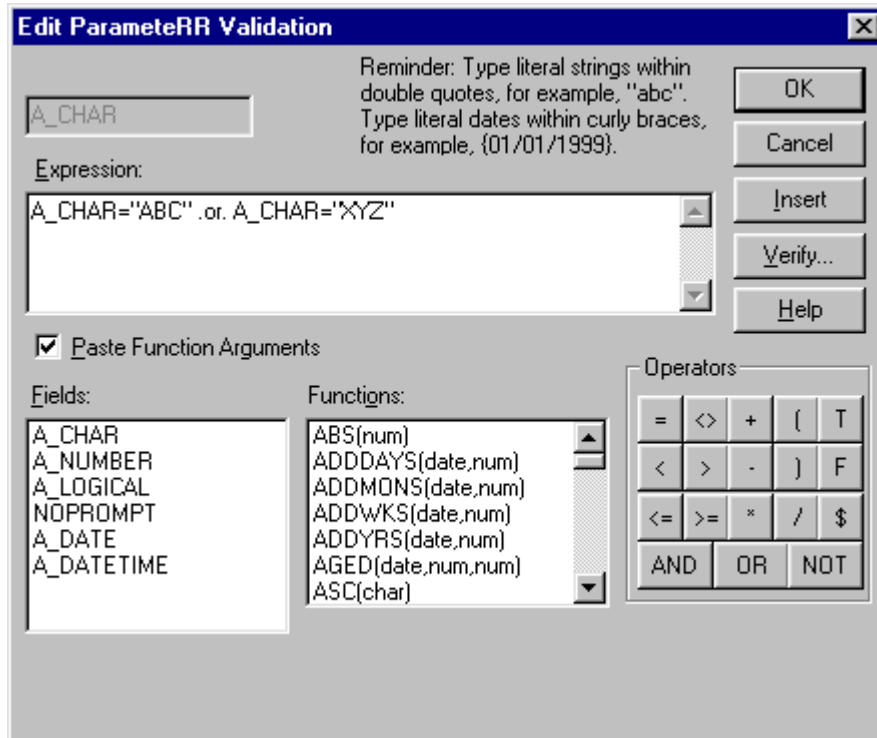 Edit ParameteRR Validation
Reminder: Type literal strings within
double quotes, for example, "abc".
Type literal dates within curly braces,
for example, {01/01/1999}.
A_CHAR
OK
Cancel
Expression:
A_CHAR="ABC" .or. A_CHAR="XYZ"
Insert
Verify...
Help
Paste Function Arguments
Fields:
A_CHAR
A_NUMBER
A_LOGICAL
NOPROMPT
A_DATE
A_DATETIME
Functions:
ABS(num)
ADDDAYS(date,num)
ADDMONS(date,num)
ADDWKS(date,num)
ADDYRS(date,num)
AGED(date,num,num)
ASC(char)
Operators
= <> + ( T
< > - ) F
<= >= * / $
AND OR NOT